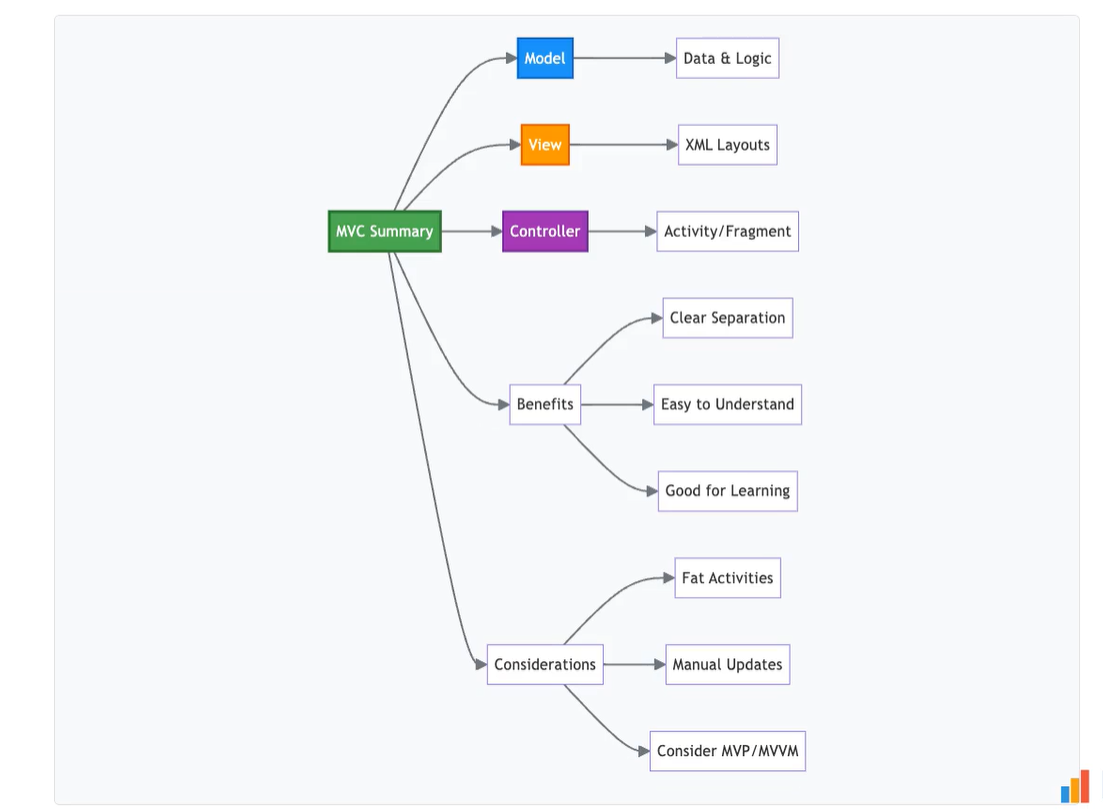 Model
Data & Logic
View
XML Layouts
MVC Summary
Controller
Activity/Fragment
Clear Separation
Benefits
Easy to Understand
Good for Learning
Fat Activities
Considerations
Manual Updates
Consider MVP/MVVM